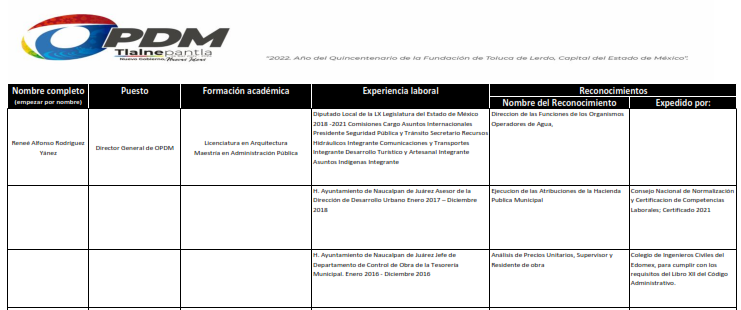 OPDM
Tlalnepantla
Nuevo Gobierno, Nuevas Ideas
"2022. Año del Quincentenario de la Fundación de Toluca de Lerdo, Capital del Estado de México".
Nombre completo
(empezar por nombre)
Puesto
Formación académica
Experiencia laboral
Reconocimientos
Nombre del Reconocimiento
Expedido por:
Reneé Alfonso Rodríguez
Yánez
Director General de OPDM
Licenciatura en Arquitectura
Maestría en Administración Pública
Diputado Local de la LX Legislatura del Estado de México
2018 -2021 Comisiones Cargo Asuntos Internacionales
Presidente Seguridad Pública y Tránsito Secretario Recursos
Hidráulicos Integrante Comunicaciones y Transportes
Integrante Desarrollo Turístico y Artesanal Integrante
Asuntos Indígenas Integrante
Direccion de las Funciones de los Organismos
Operadores de Agua,
H. Ayuntamiento de Naucalpan de Juárez Asesor de la
Dirección de Desarrollo Urbano Enero 2017 – Diciembre
2018
Ejecucion de las Atribuciones de la Hacienda
Publica Municipal
Consejo Nacional de Normalización
y Certificacion de Competencias
Laborales; Certificado 2021
H. Ayuntamiento de Naucalpan de Juárez Jefe de
Departamento de Control de Obra de la Tesorería
Municipal. Enero 2016 - Diciembre 2016
Análisis de Precios Unitarios, Supervisor y
Residente de obra
Colegio de Ingenieros Civiles del
Edomex, para cumplir con los
requisitos del Libro XII del Código
Administrativo.